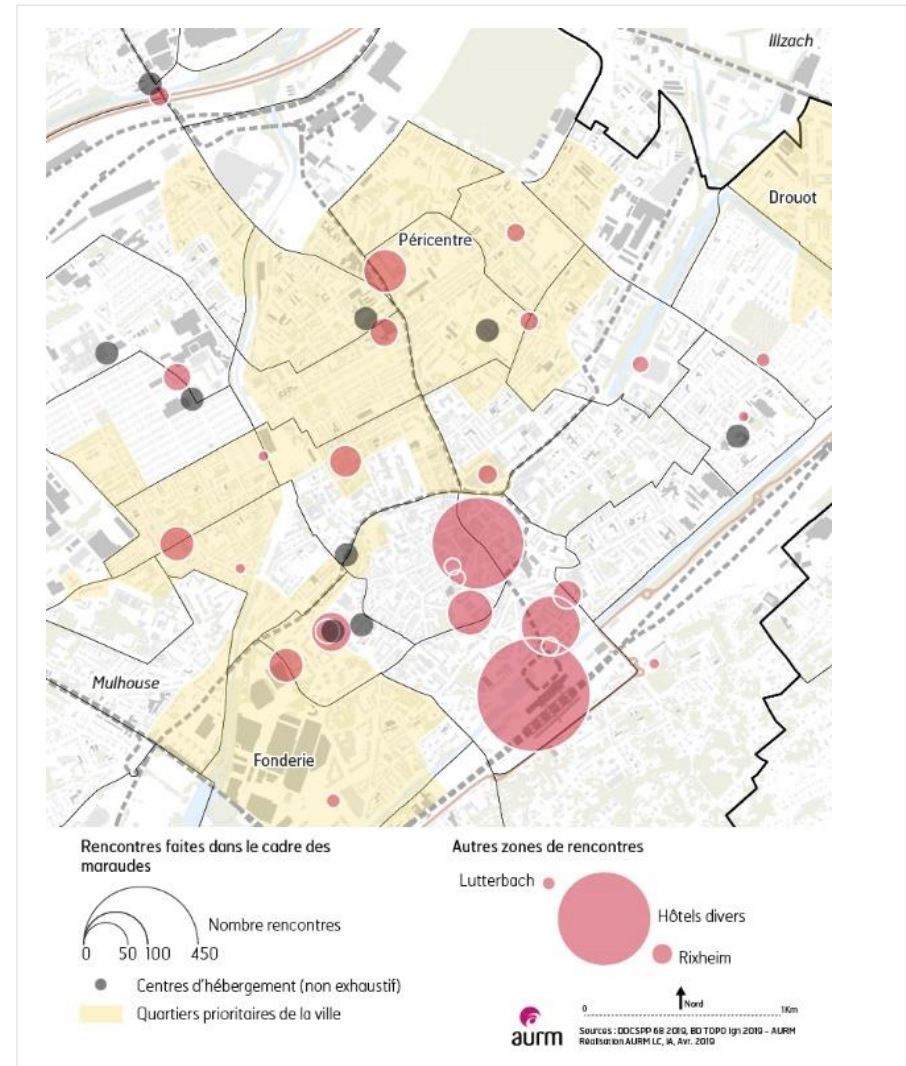 Illzach
Drouot
Péricentre
Mulhouse
Fonderie
Rencontres faites dans le cadre des
maraudes
Nombre rencontres
0 50 100 450
Centres d'hébergement (non exhaustif)
Quartiers prioritaires de la ville
Autres zones de rencontres
Lutterbach
Hôtels divers
Rixheim
Nord
0 1Km
aurm
Sources : DDCSPP 68 2019, BD TOPO Ign 2019 - AURM
Réalisation AURM LC, IA, Avr. 2019